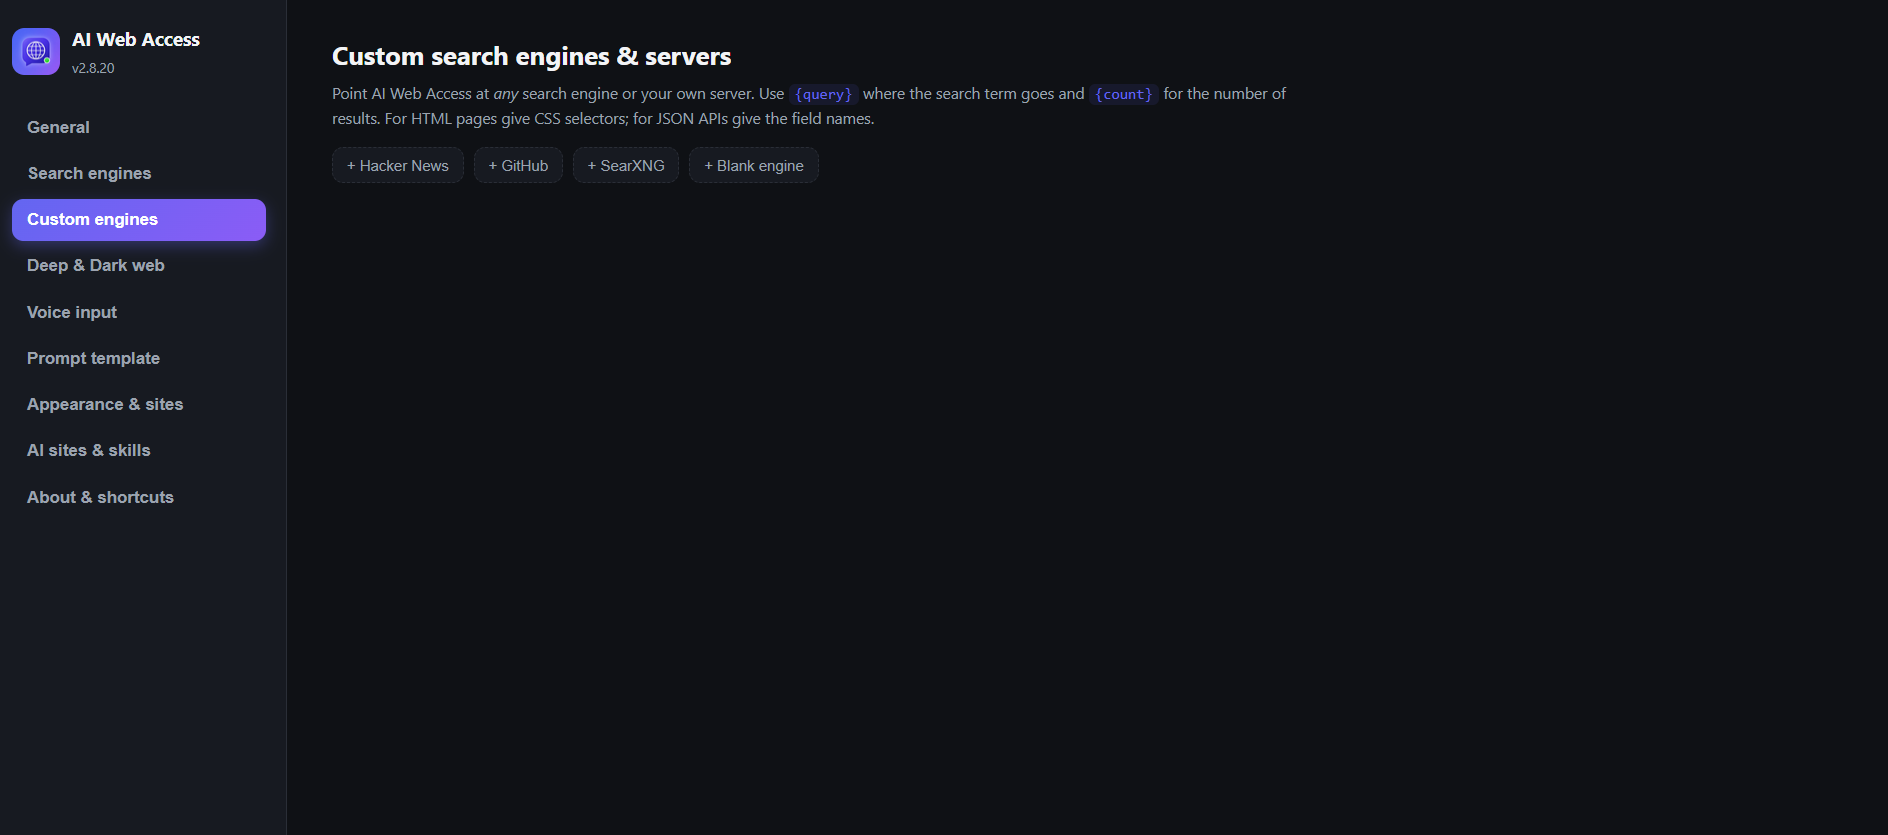 AI Web Access
v2.8.20
General
Search engines
Custom engines
Deep & Dark web
Voice input
Prompt template
Appearance & sites
AI sites & skills
About & shortcuts
Custom search engines & servers
Point AI Web Access at any search engine or your own server. Use {query} where the search term goes and {count} for the number of
results. For HTML pages give CSS selectors; for JSON APIs give the field names.
+ Hacker News
+ GitHub
+ SearXNG
+ Blank engine